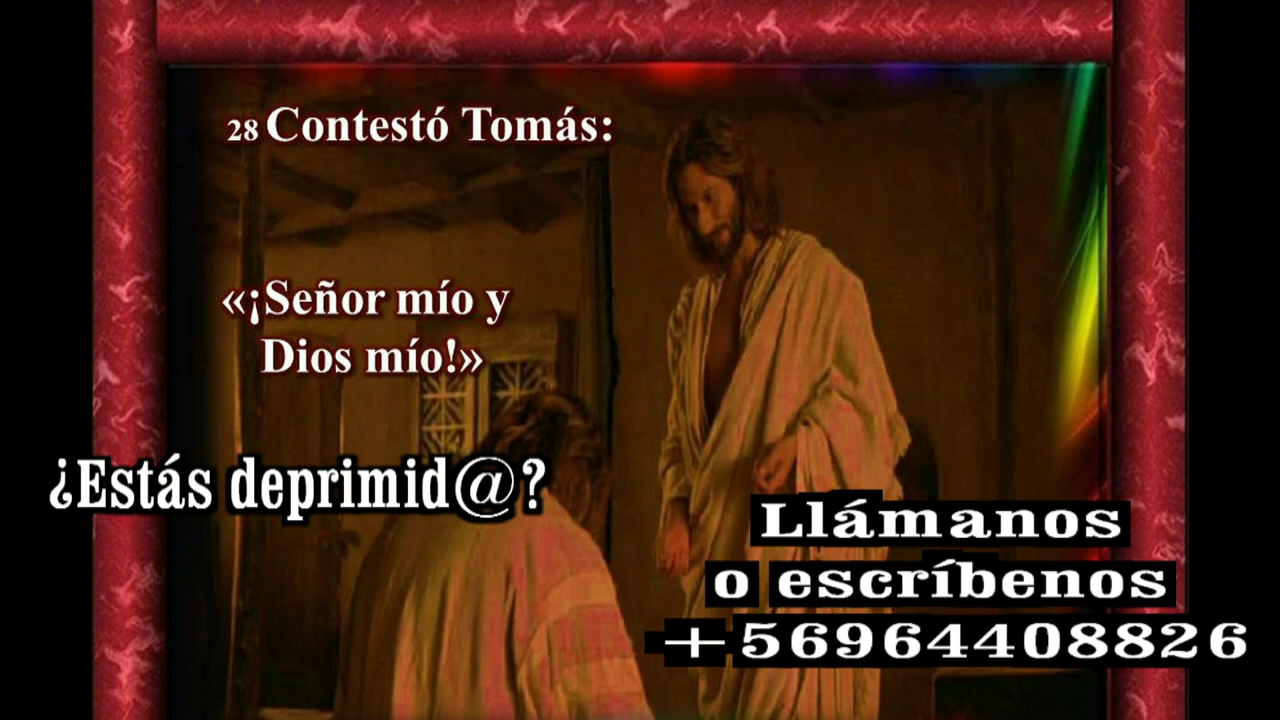 28 Contestó Tomás:
«¡Señor mío y
Dios mío!»
¿Estás deprimid@?
Llámanos
o escríbenos
+56964408826